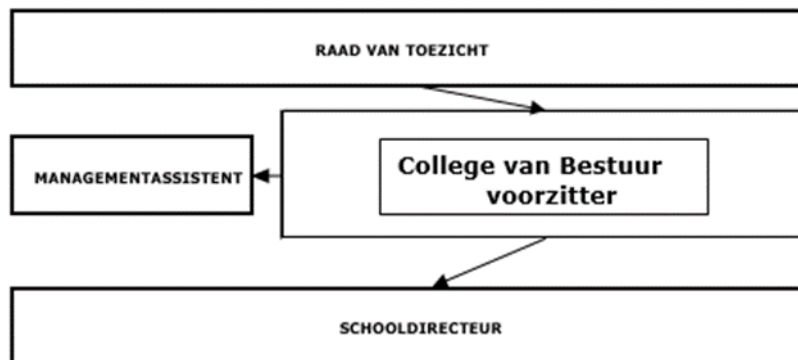 RAAD VAN TOEZICHT
College van Bestuur
voorzitter
MANAGEMENTASSISTENT
SCHOOLDIRECTEUR